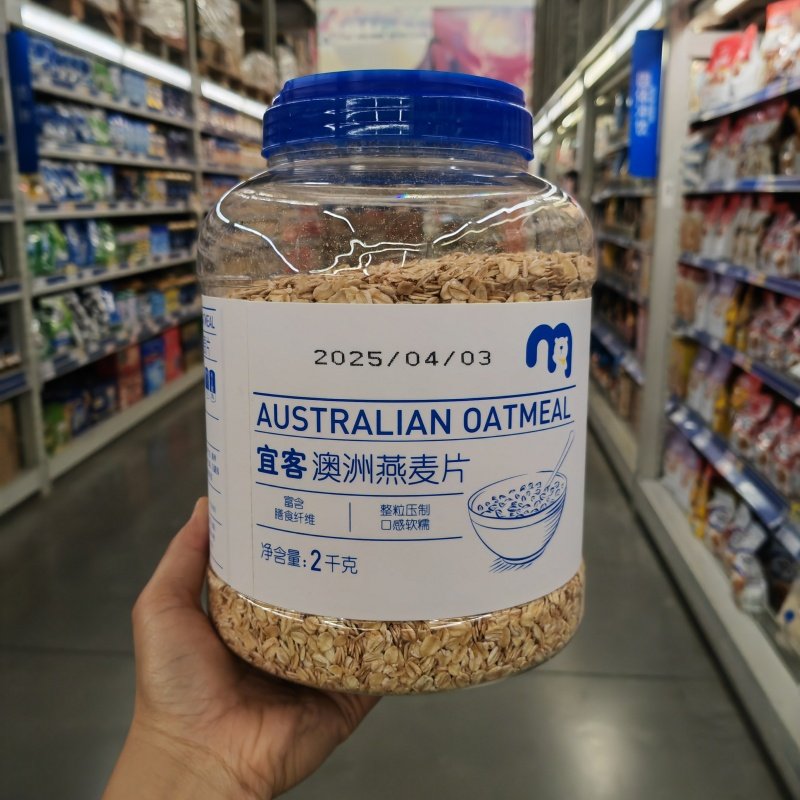 2025/04/03
AUSTRALIAN OATMEAL
宜客 澳洲燕麦片
富含
膳食纤维
整粒压制
口感软糯
净含量:2千克